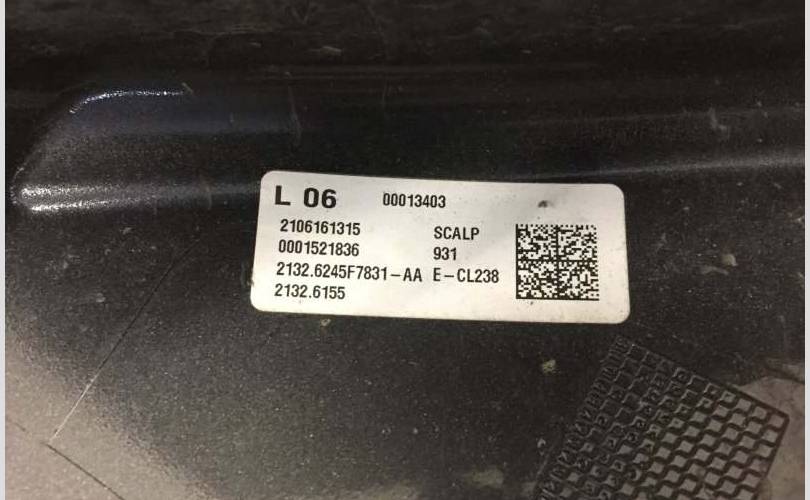 L 06 00013403
2106161315 SCALP
0001521836 931
2132.6245F7831-AA E-CL238
2132.6155